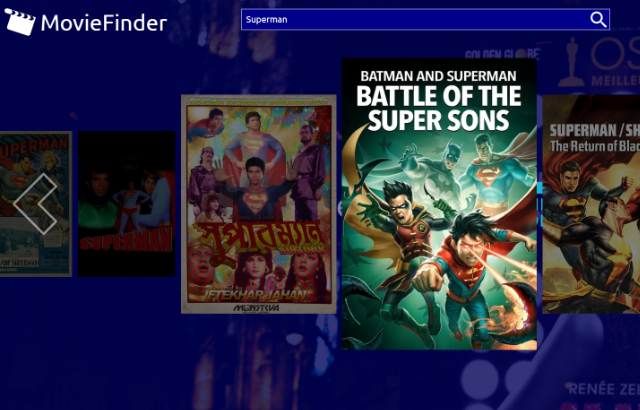 MovieFinder
Superman
GOLDEN GLOBE
OS
MEILLE
BATMAN AND SUPERMAN
BATTLE OF THE
SUPER SONS
SUPERMAN/SH
The Return of Blac
SUPERMAN
SUPERMAN
সুপারম্যান
IFTEKHAR JAHAN
RENÉE ZEL